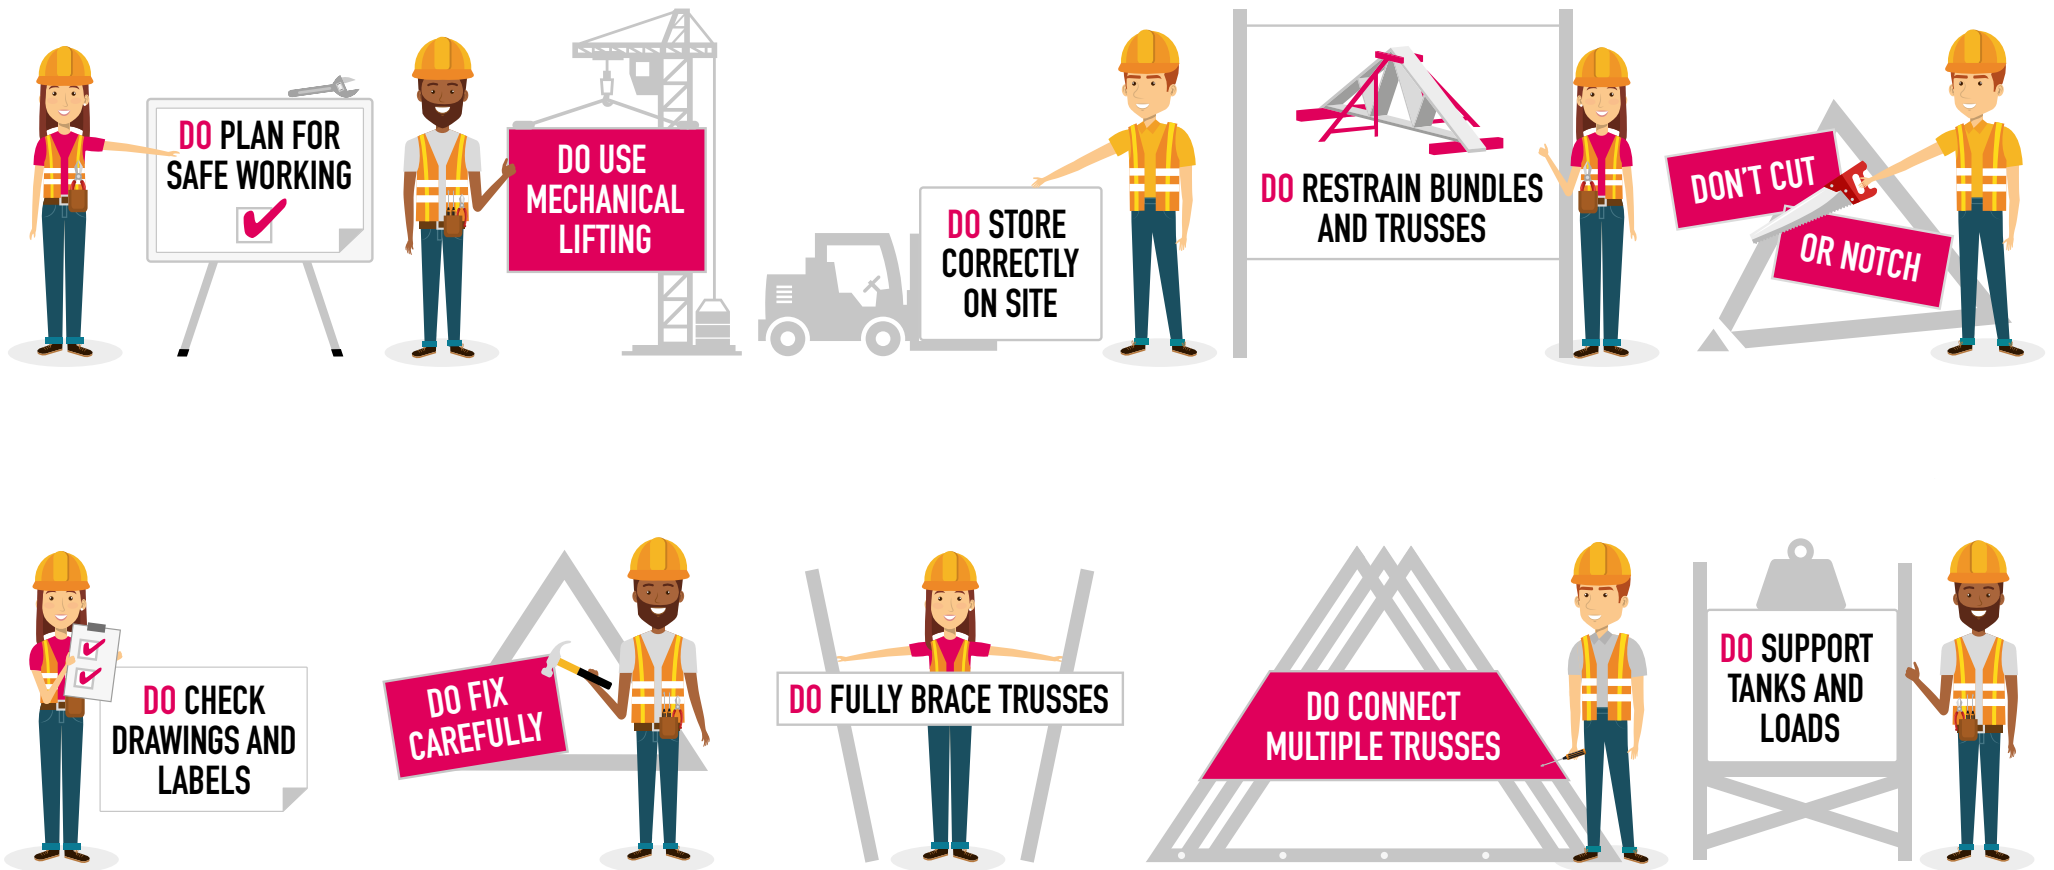 DO PLAN FOR
SAFE WORKING
DO USE
MECHANICAL
LIFTING
DO STORE
CORRECTLY
ON SITE
DO RESTRAIN BUNDLES
AND TRUSSES
DON'T CUT
OR NOTCH
DO CHECK
DRAWINGS AND
LABELS
DO FIX
CAREFULLY
DO FULLY BRACE TRUSSES
DO CONNECT
MULTIPLE TRUSSES
DO SUPPORT
TANKS AND
LOADS